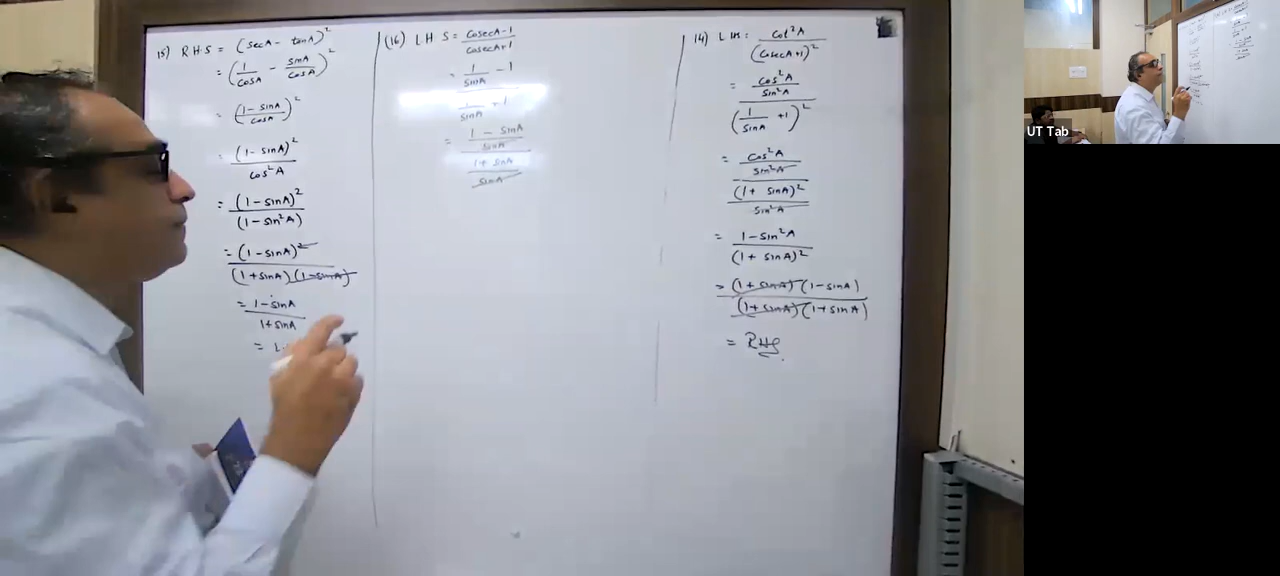 15) R.H.S = (secA - tanA)²
= (1/cosA - sinA/cosA)²
= (1 - sinA/cosA)²
= (1 - sinA)²/cos²A
= (1 - sinA)²/(1 - sin²A)
= (1 - sinA)²/(1 + sinA)(1 - sinA)
= 1 - sinA/1 + sinA
= L
(16) L H S = cosecA - 1/cosecA + 1
= 1/sinA - 1/1/sinA + 1
= 1 - sinA/sinA/1 + sinA/sinA
14) LHS = Cot²A/(CosecA + 1)²
= Cos²A/Sin²A/(1/SinA + 1)²
= Cos²A/Sin²A/(1 + sinA)²/Sin²A
= 1 - sin²A/(1 + sinA)²
= (1 + sinA)(1 - sinA)/(1 + sinA)(1 + sinA)
= RHS
UT Tab